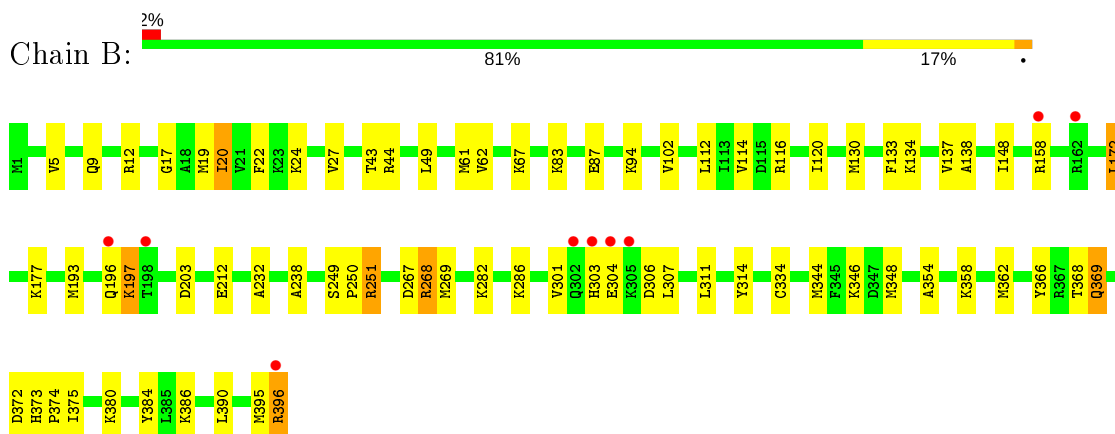 2%
Chain B:
81% 17% •
M1 V5 Q9 R12 G17 A18 M19 I20 V21 F22 K23 K24 V27 T43 R44 L49 M61 V62 K67 K83 E87 K94 V102 L112 I113 V114 D115 R116 I120 M130 F133 K134 V137 A138 I148 R158 R162 L172
K177 M193 Q196 K197 T198 D203 E212 A232 A238 S249 P250 R251 D267 R268 M269 K282 K286 V301 Q302 H303 E304 K305 D306 L307 L311 Y314 C334 M344 F345 K346 D347 M348 A354 K358 M362 Y366 R367 T368 Q369
D372 H373 P374 I375 K380 Y384 L385 K386 L390 M395 R396